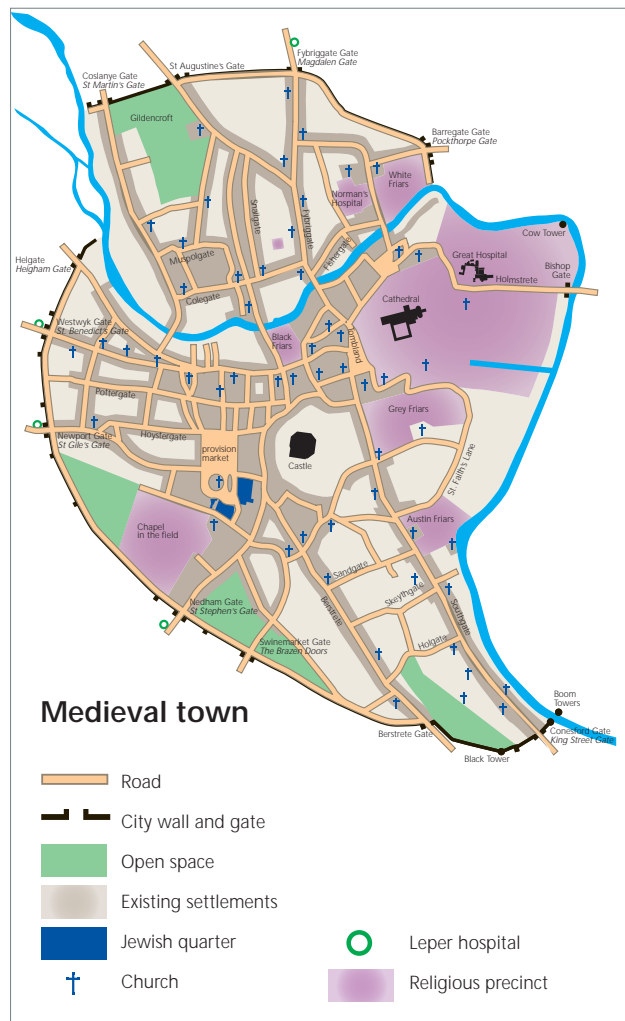 Fybriggate Gate
Magdalen Gate
St Augustine's Gate
Coslanye Gate
St Martin's Gate
Gildencroft
Barregate Gate
Pockthorpe Gate
White
Friars
Norman's
Hospital
Snailgate
Fybriggate
Fishergate
Cow Tower
Great Hospital
Bishop
Gate
Holmstrete
Muspolgate
Helgate
Heigham Gate
Colegate
Cathedral
Westwyk Gate
St. Benedict's Gate
Black
Friars
Tombland
Pottergate
Grey Friars
Newport Gate
St Gile's Gate
Hoystergate
provision
market
Castle
St. Faith's Lane
Chapel
in the field
Austin Friars
Sandgate
Skeythgate
Nedham Gate
St Stephen's Gate
Berstrete
Southgate
Swinemarket Gate
The Brazen Doors
Holgate
Boom
Towers
Conesford Gate
King Street Gate
Berstrete Gate
Black Tower
Medieval town
Road
City wall and gate
Open space
Existing settlements
Jewish quarter
Leper hospital
Church
Religious precinct